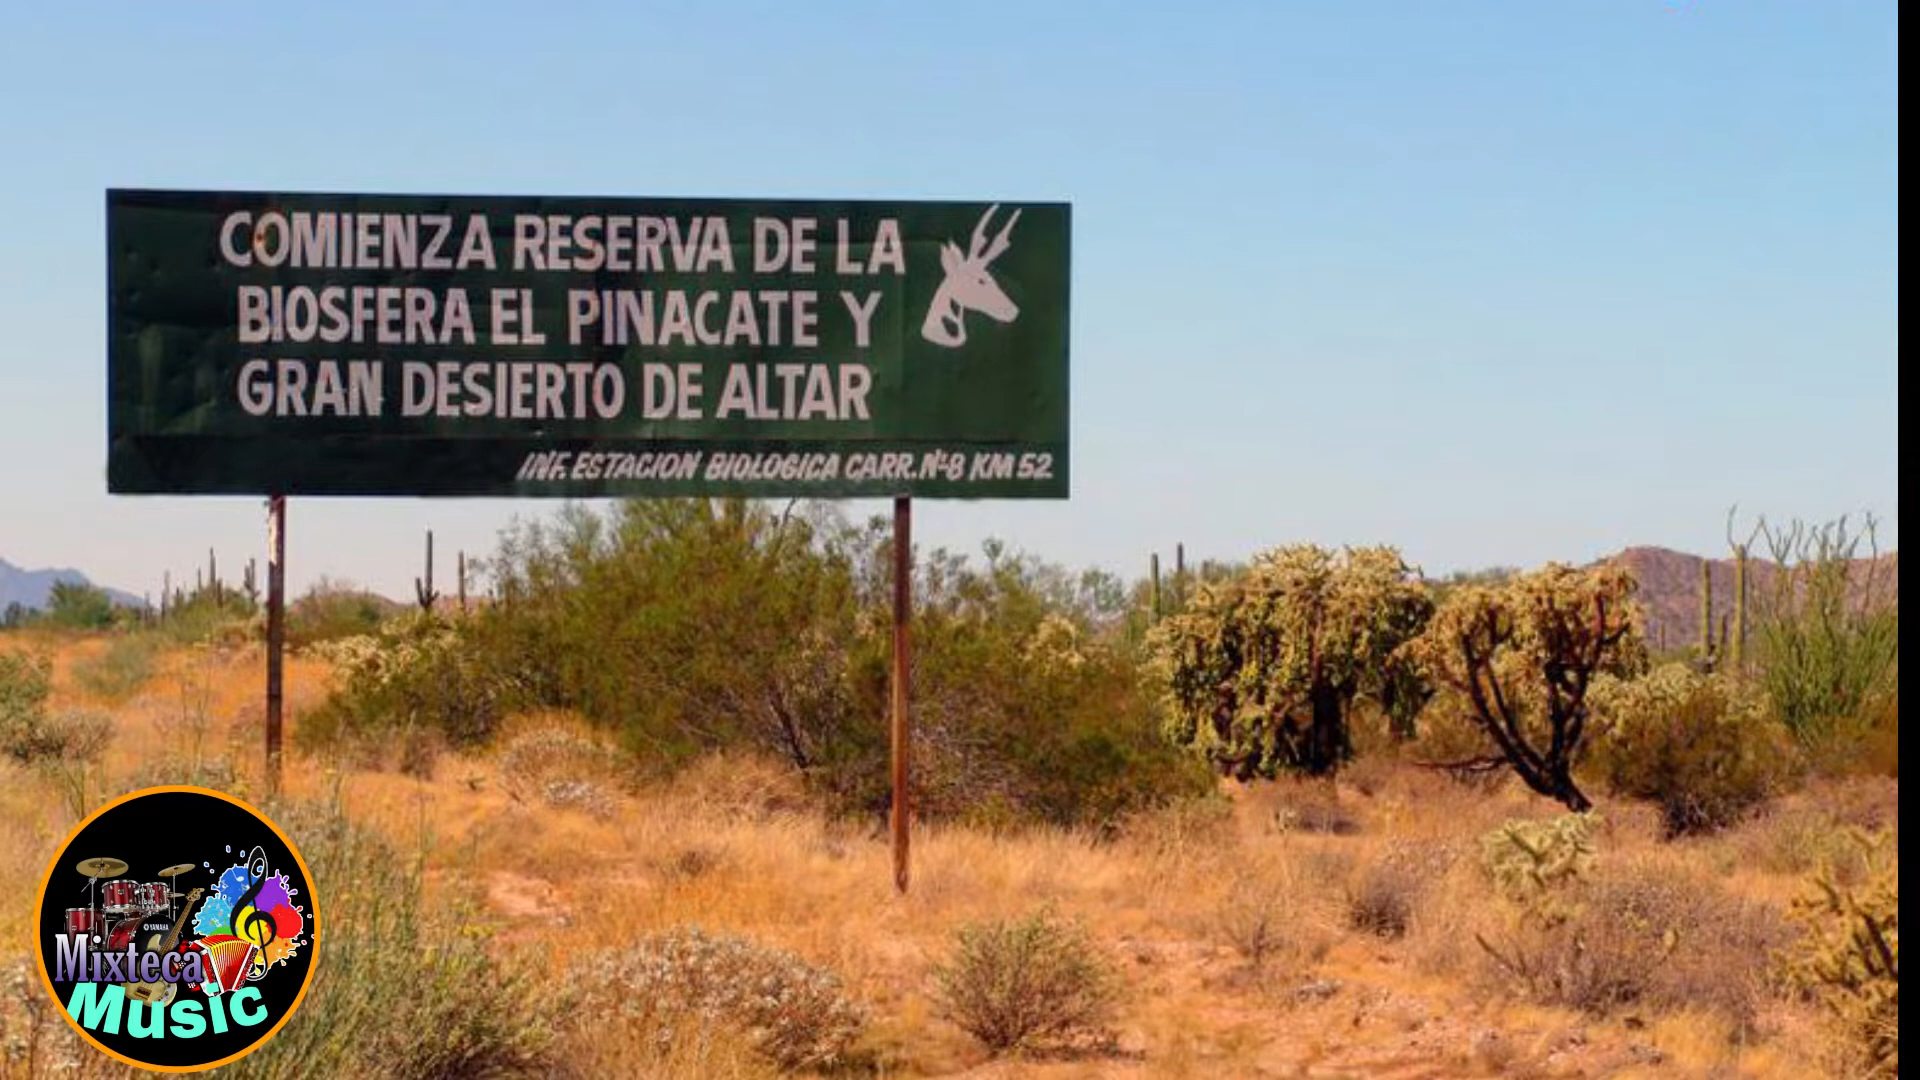 COMIENZA RESERVA DE LA
BIOSFERA EL PINACATE Y
GRAN DESIERTO DE ALTAR
INF. ESTACION BIOLOGICA CARR. Nº8 KM 52
YAMAHA
Mixteca
Music